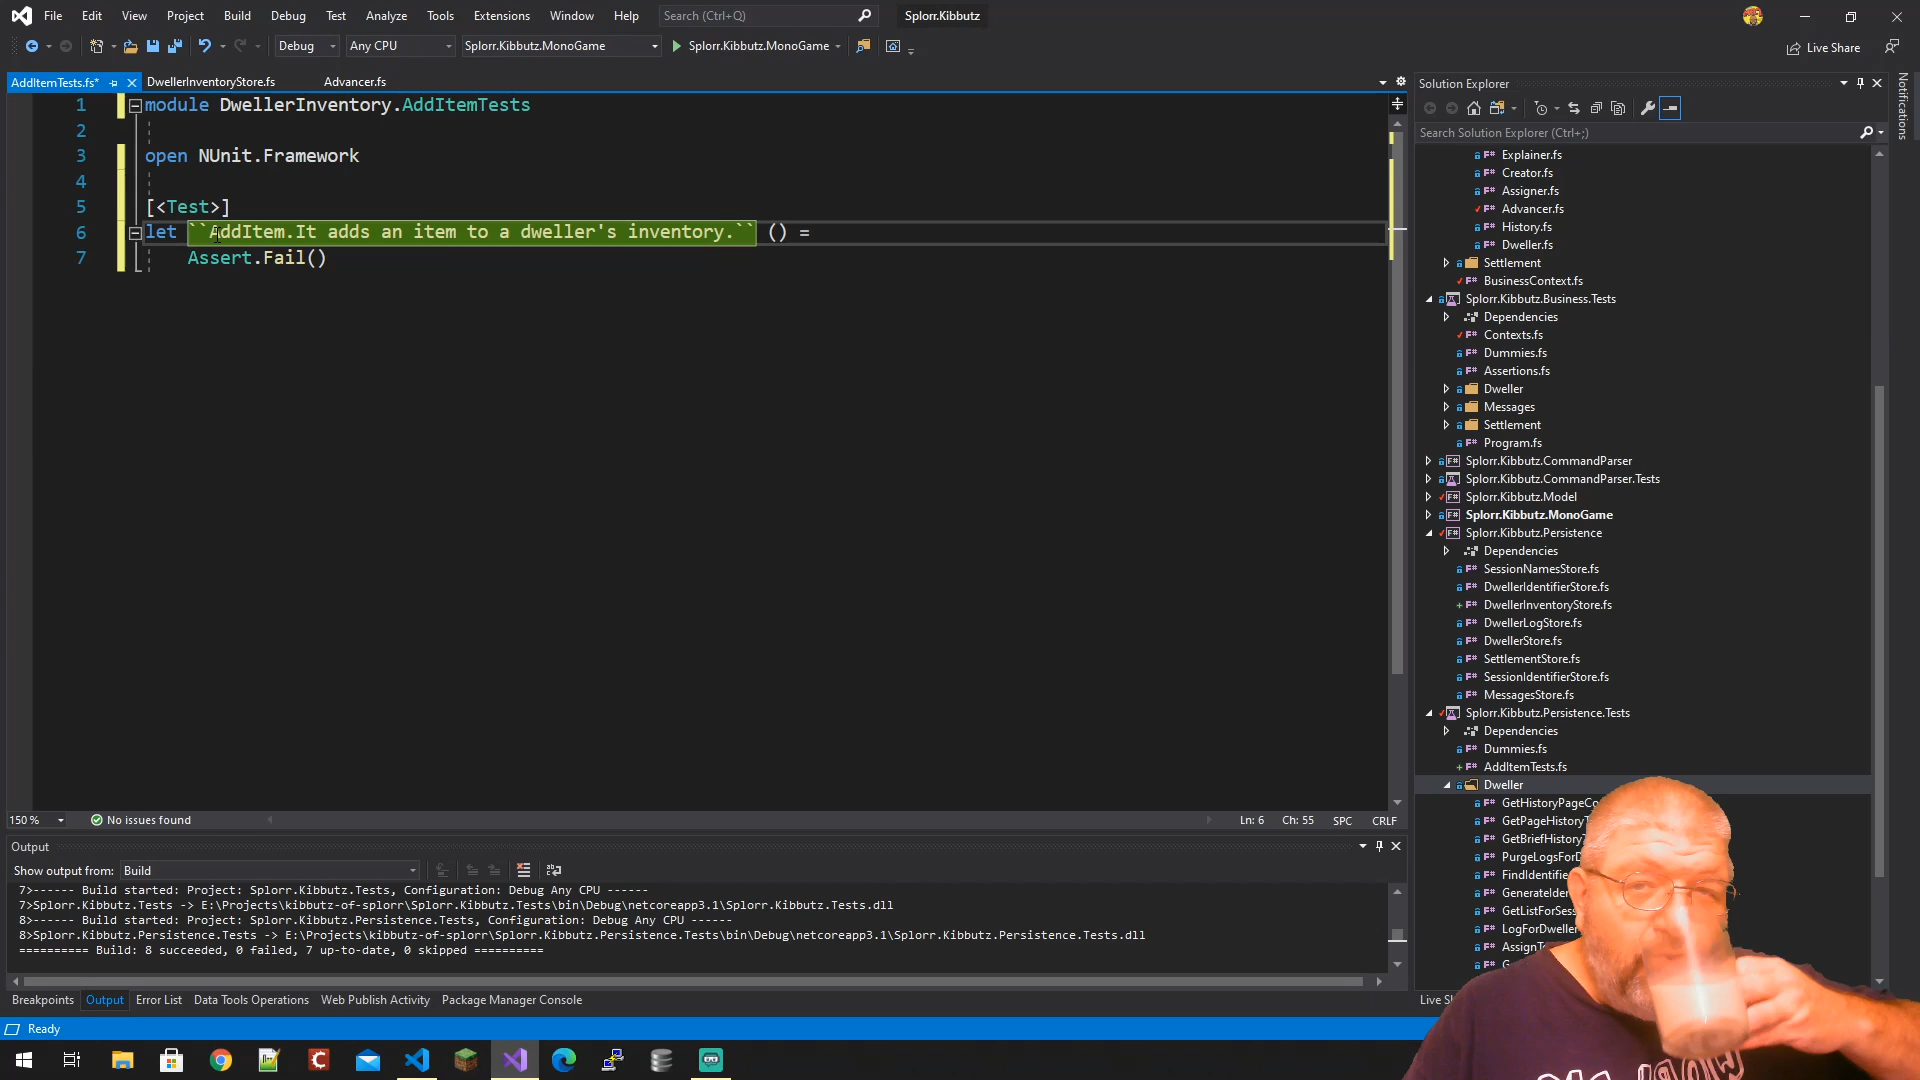 File Edit View Project Build Debug Test Analyze Tools Extensions Window Help Search (Ctrl+Q) Splorr.Kibbutz
Debug Any CPU Splorr.Kibbutz.MonoGame Splorr.Kibbutz.MonoGame Live Share
AddItemTests.fs* DwellerInventoryStore.fs Advancer.fs
1 module DwellerInventory.AddItemTests
2
3 open NUnit.Framework
4
5 [<Test>]
6 let ``AddItem.It adds an item to a dweller's inventory.`` () =
7 Assert.Fail()
150 % No issues found Ln: 6 Ch: 55 SPC CRLF
Output
Show output from: Build
7>------ Build started: Project: Splorr.Kibbutz.Tests, Configuration: Debug Any CPU ------
7>Splorr.Kibbutz.Tests -> E:\Projects\kibbutz-of-splorr\Splorr.Kibbutz.Tests\bin\Debug\netcoreapp3.1\Splorr.Kibbutz.Tests.dll
8>------ Build started: Project: Splorr.Kibbutz.Persistence.Tests, Configuration: Debug Any CPU ------
8>Splorr.Kibbutz.Persistence.Tests -> E:\Projects\kibbutz-of-splorr\Splorr.Kibbutz.Persistence.Tests\bin\Debug\netcoreapp3.1\Splorr.Kibbutz.Persistence.Tests.dll
========== Build: 8 succeeded, 0 failed, 7 up-to-date, 0 skipped ==========
Breakpoints Output Error List Data Tools Operations Web Publish Activity Package Manager Console
Ready
Solution Explorer
Search Solution Explorer (Ctrl+;)
F# Explainer.fs
F# Creator.fs
F# Assigner.fs
F# Advancer.fs
F# History.fs
F# Dweller.fs
Settlement
F# BusinessContext.fs
Splorr.Kibbutz.Business.Tests
Dependencies
F# Contexts.fs
F# Dummies.fs
F# Assertions.fs
Dweller
Messages
Settlement
F# Program.fs
F# Splorr.Kibbutz.CommandParser
Splorr.Kibbutz.CommandParser.Tests
F# Splorr.Kibbutz.Model
F# Splorr.Kibbutz.MonoGame
F# Splorr.Kibbutz.Persistence
Dependencies
F# SessionNamesStore.fs
F# DwellerIdentifierStore.fs
F# DwellerInventoryStore.fs
F# DwellerLogStore.fs
F# DwellerStore.fs
F# SettlementStore.fs
F# SessionIdentifierStore.fs
F# MessagesStore.fs
Splorr.Kibbutz.Persistence.Tests
Dependencies
F# Dummies.fs
F# AddItemTests.fs
Dweller
F# GetHistoryPageCo
F# GetPageHistoryT
F# GetBriefHistory
F# PurgeLogsForD
F# FindIdentifie
F# GenerateIden
F# GetListForSess
F# LogForDweller
F# AssignTo
F# G
Live S
Notifications